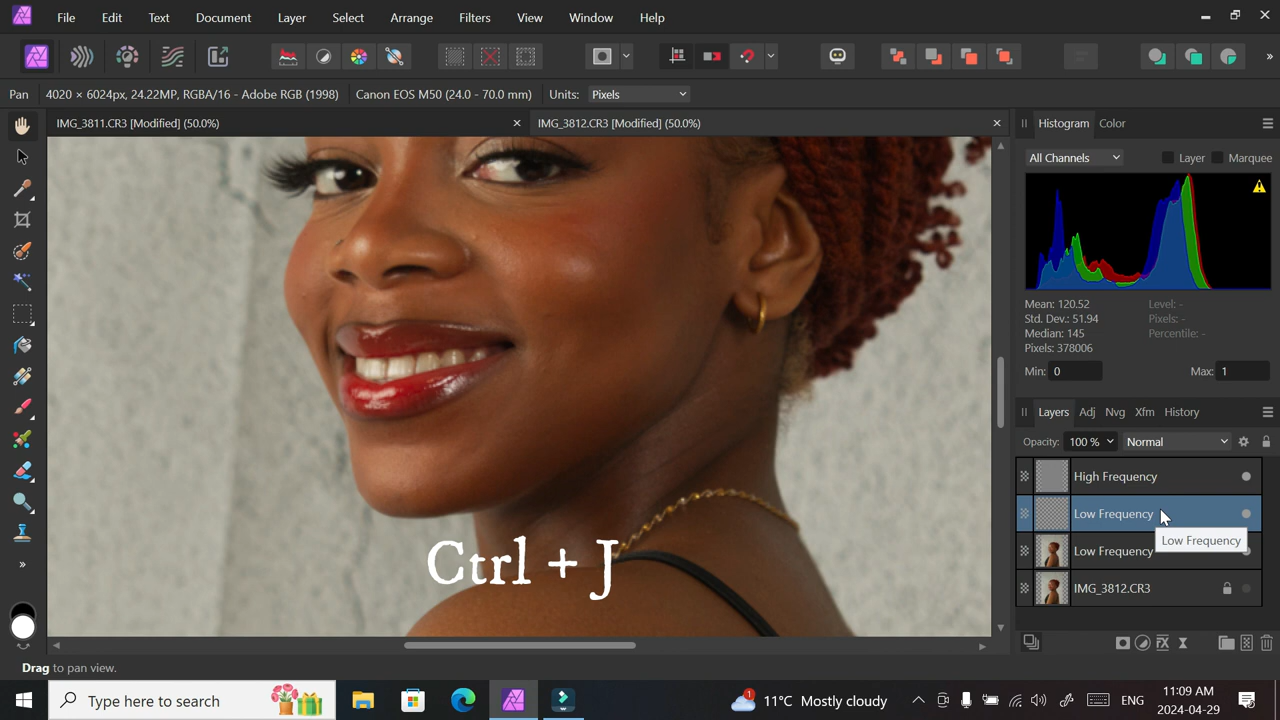 File Edit Text Document Layer Select Arrange Filters View Window Help
Pan 4020 × 6024px, 24.22MP, RGBA/16 - Adobe RGB (1998) Canon EOS M50 (24.0 - 70.0 mm) Units: Pixels
IMG_3811.CR3 [Modified] (50.0%) IMG_3812.CR3 [Modified] (50.0%)
Histogram Color
All Channels Layer Marquee
Mean: 120.52 Level: -
Std. Dev.: 51.94 Pixels: -
Median: 145 Percentile: -
Pixels: 378006
Min: 0 Max: 1
Layers Adj Nvg Xfm History
Opacity: 100 % Normal
High Frequency
Low Frequency
Low Frequency
Low Frequency
IMG_3812.CR3
Ctrl + J
Drag to pan view.
Type here to search
1
11°C Mostly cloudy
ENG
11:09 AM
2024-04-29